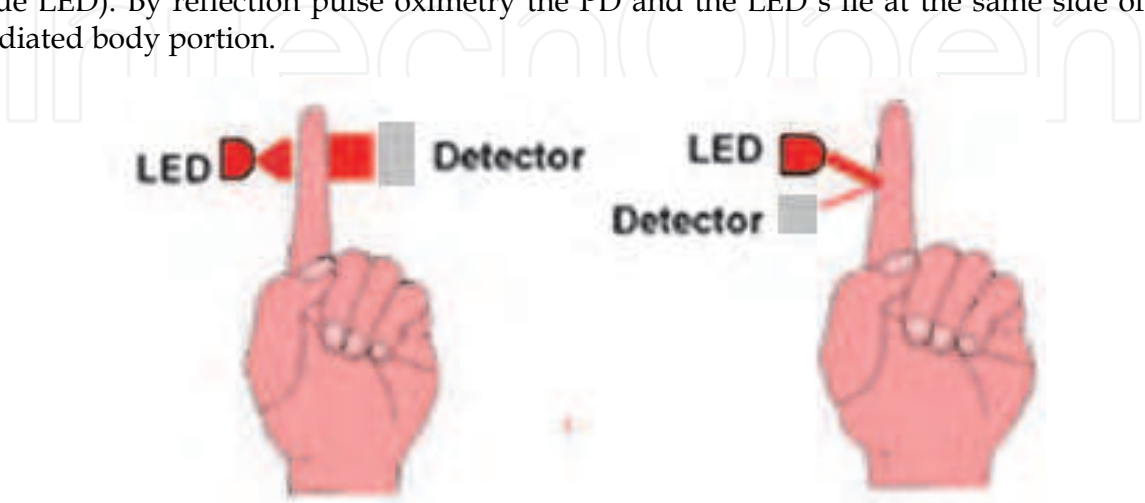 de LED). By reflection pulse oximetry the PD and the LED's lie at the same side of
diated body portion.
InTechOpen
LED
Detector
LED
Detector